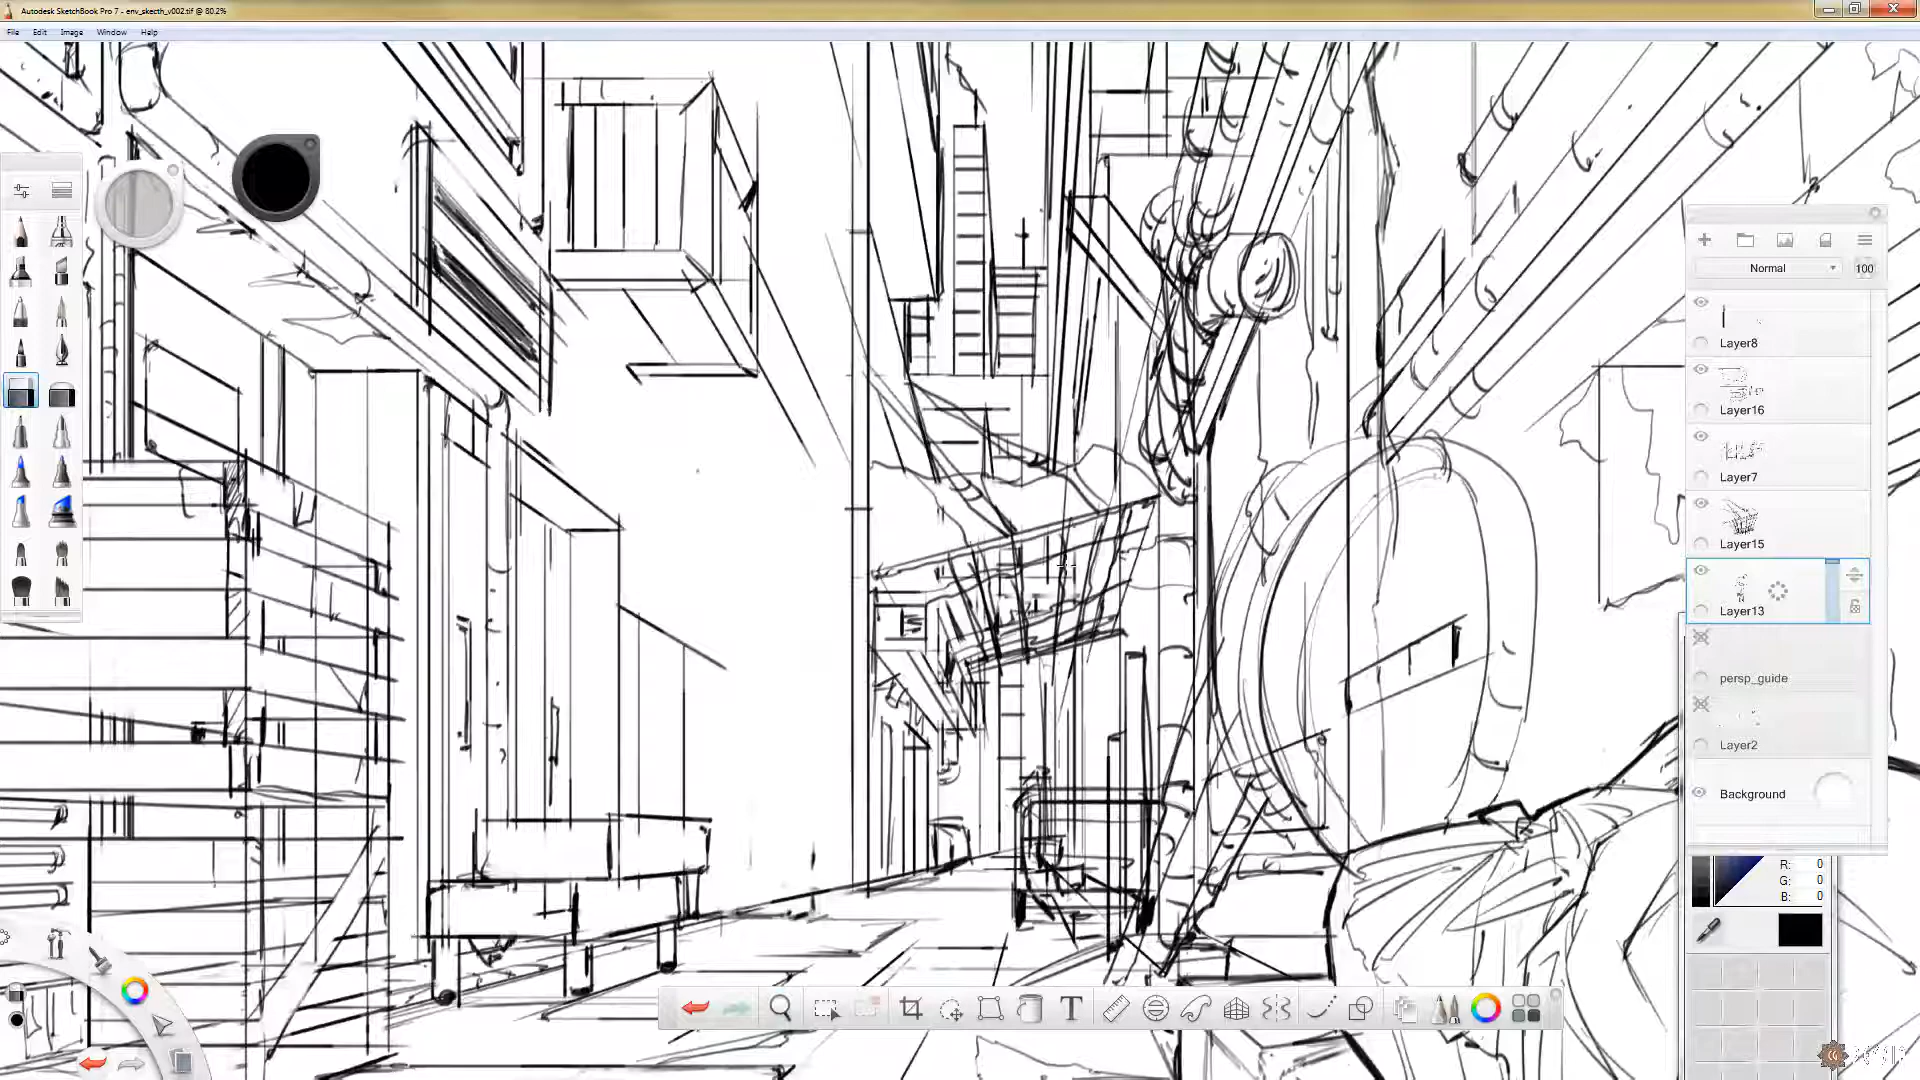 Autodesk SketchBook Pro 7 - env_skecth_v002.tif @ 80.2%
File Edit Image Window Help
Normal 100
Layer8
Layer16
Layer7
Layer15
Layer13
persp_guide
Layer2
Background
R: 0
G: 0
B: 0